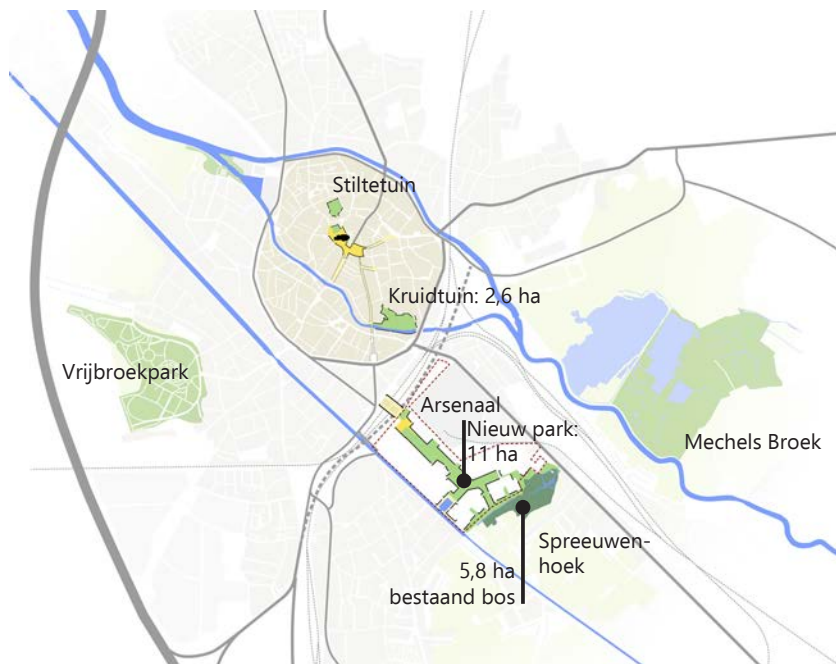 Stiltetuin
Kruidtuin: 2,6 ha
Vrijbroekpark
Arsenaal
Nieuw park:
11 ha
Mechels Broek
Spreeuwen-
hoek
5,8 ha
bestaand bos